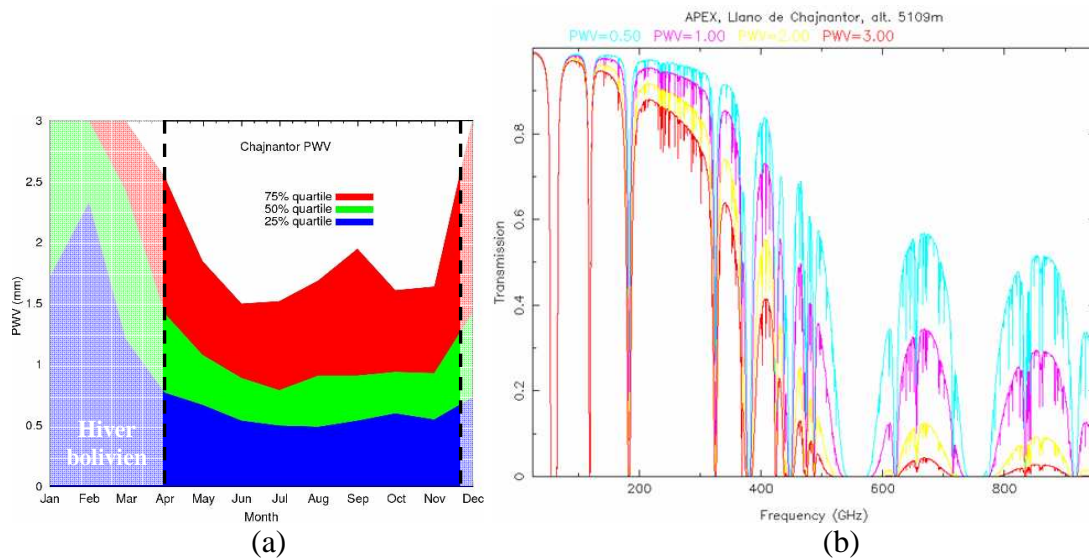 3
2.5
2
1.5
1
0.5
0
PWV (mm)
Chajnantor PWV
75% quartile
50% quartile
25% quartile
Hiver
bolivien
Jan Feb Mar Apr May Jun Jul Aug Sep Oct Nov Dec
Month
(a)
APEX, Llano de Chajnantor, alt. 5109m
PWV=0.50 PWV=1.00 PWV=2.00 PWV=3.00
0.8
0.6
0.4
0.2
0
Transmission
200 400 600 800
Frequency (GHz)
(b)